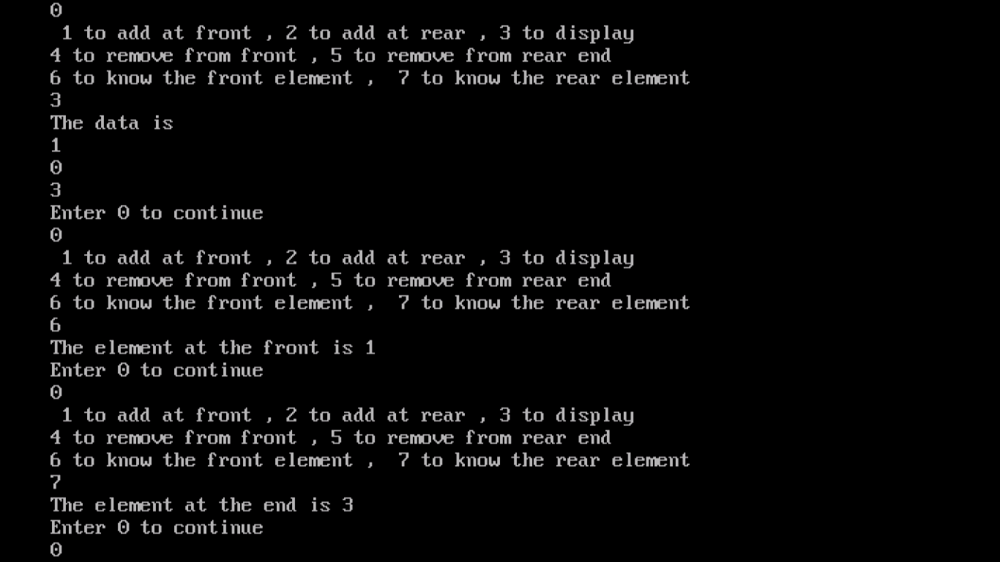 0
 1 to add at front , 2 to add at rear , 3 to display
4 to remove from front , 5 to remove from rear end
6 to know the front element ,  7 to know the rear element
3
The data is
1
0
3
Enter 0 to continue
0
 1 to add at front , 2 to add at rear , 3 to display
4 to remove from front , 5 to remove from rear end
6 to know the front element ,  7 to know the rear element
6
The element at the front is 1
Enter 0 to continue
0
 1 to add at front , 2 to add at rear , 3 to display
4 to remove from front , 5 to remove from rear end
6 to know the front element ,  7 to know the rear element
7
The element at the end is 3
Enter 0 to continue
0